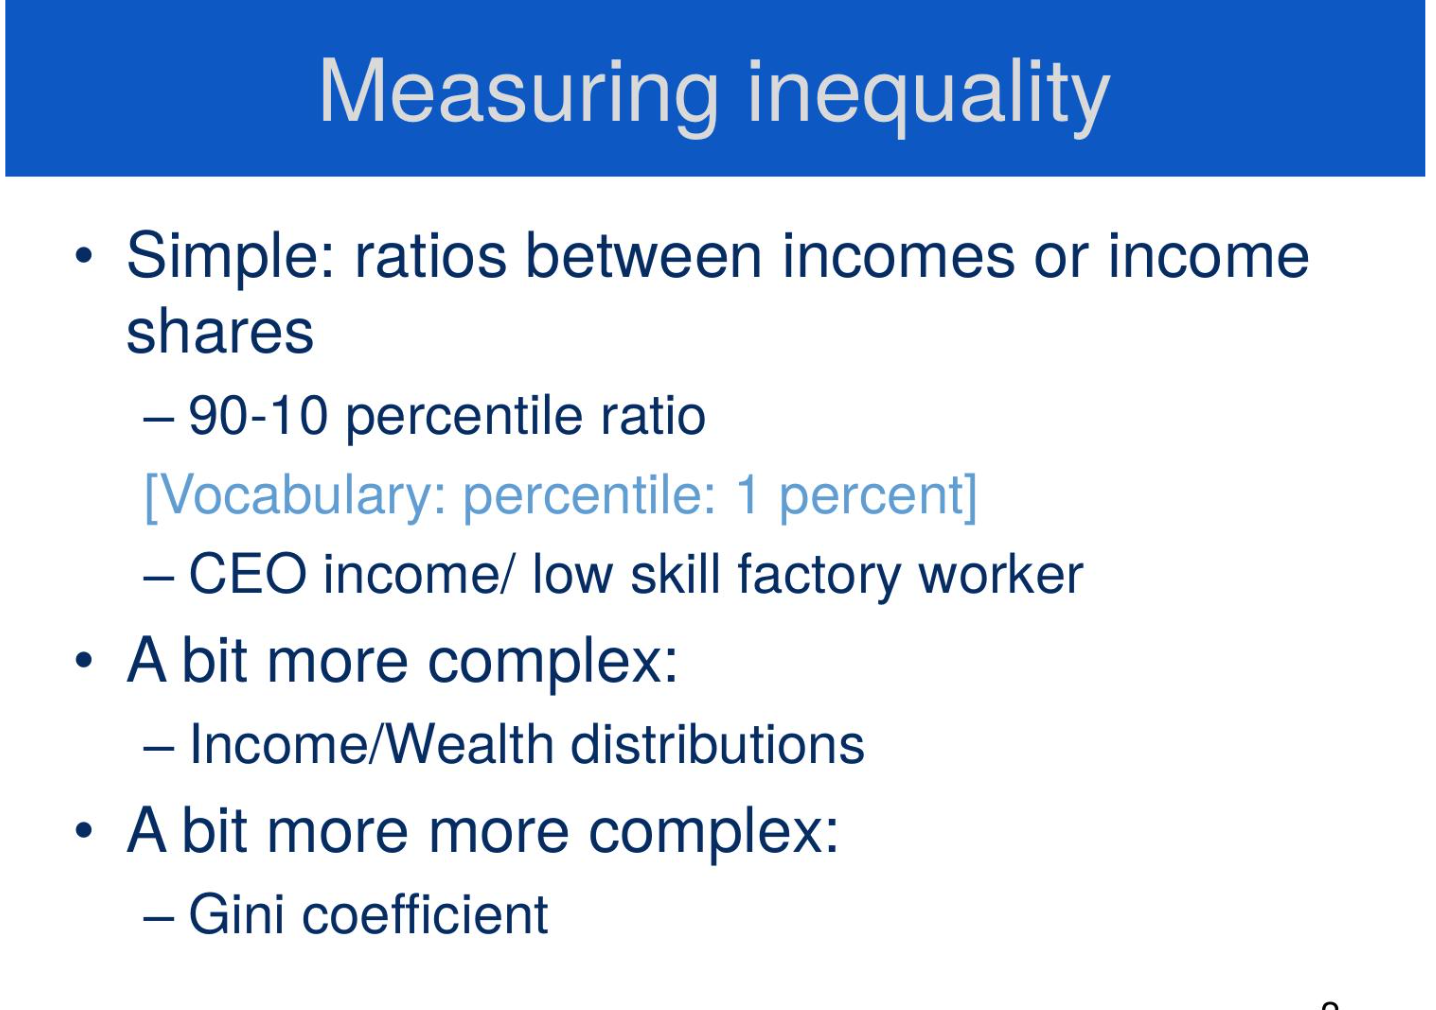 Measuring inequality
• Simple: ratios between incomes or income
shares
– 90-10 percentile ratio
[Vocabulary: percentile: 1 percent]
– CEO income/ low skill factory worker
• A bit more complex:
– Income/Wealth distributions
• A bit more more complex:
– Gini coefficient